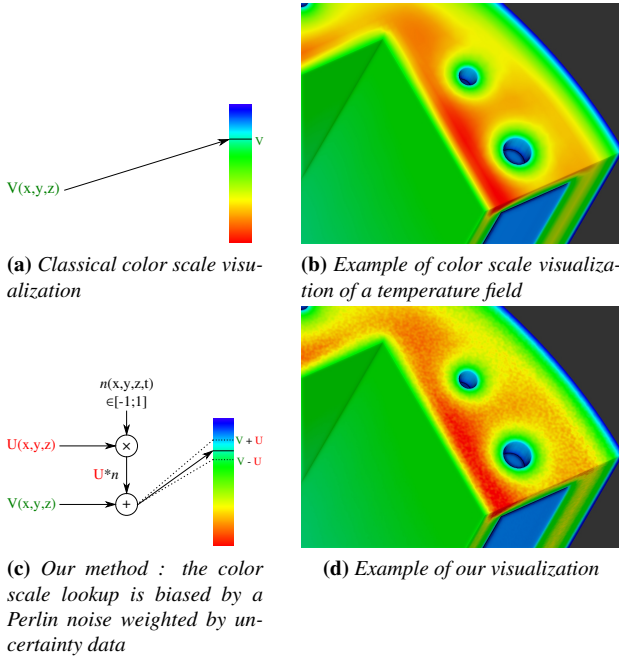 V(x,y,z)
V
(a) Classical color scale visu-
alization
(b) Example of color scale visualiza-
tion of a temperature field
n(x,y,z,t)
∈[-1;1]
U(x,y,z)
×
V + U
U*n
V - U
V(x,y,z)
+
(c) Our method : the color
scale lookup is biased by a
Perlin noise weighted by un-
certainty data
(d) Example of our visualization